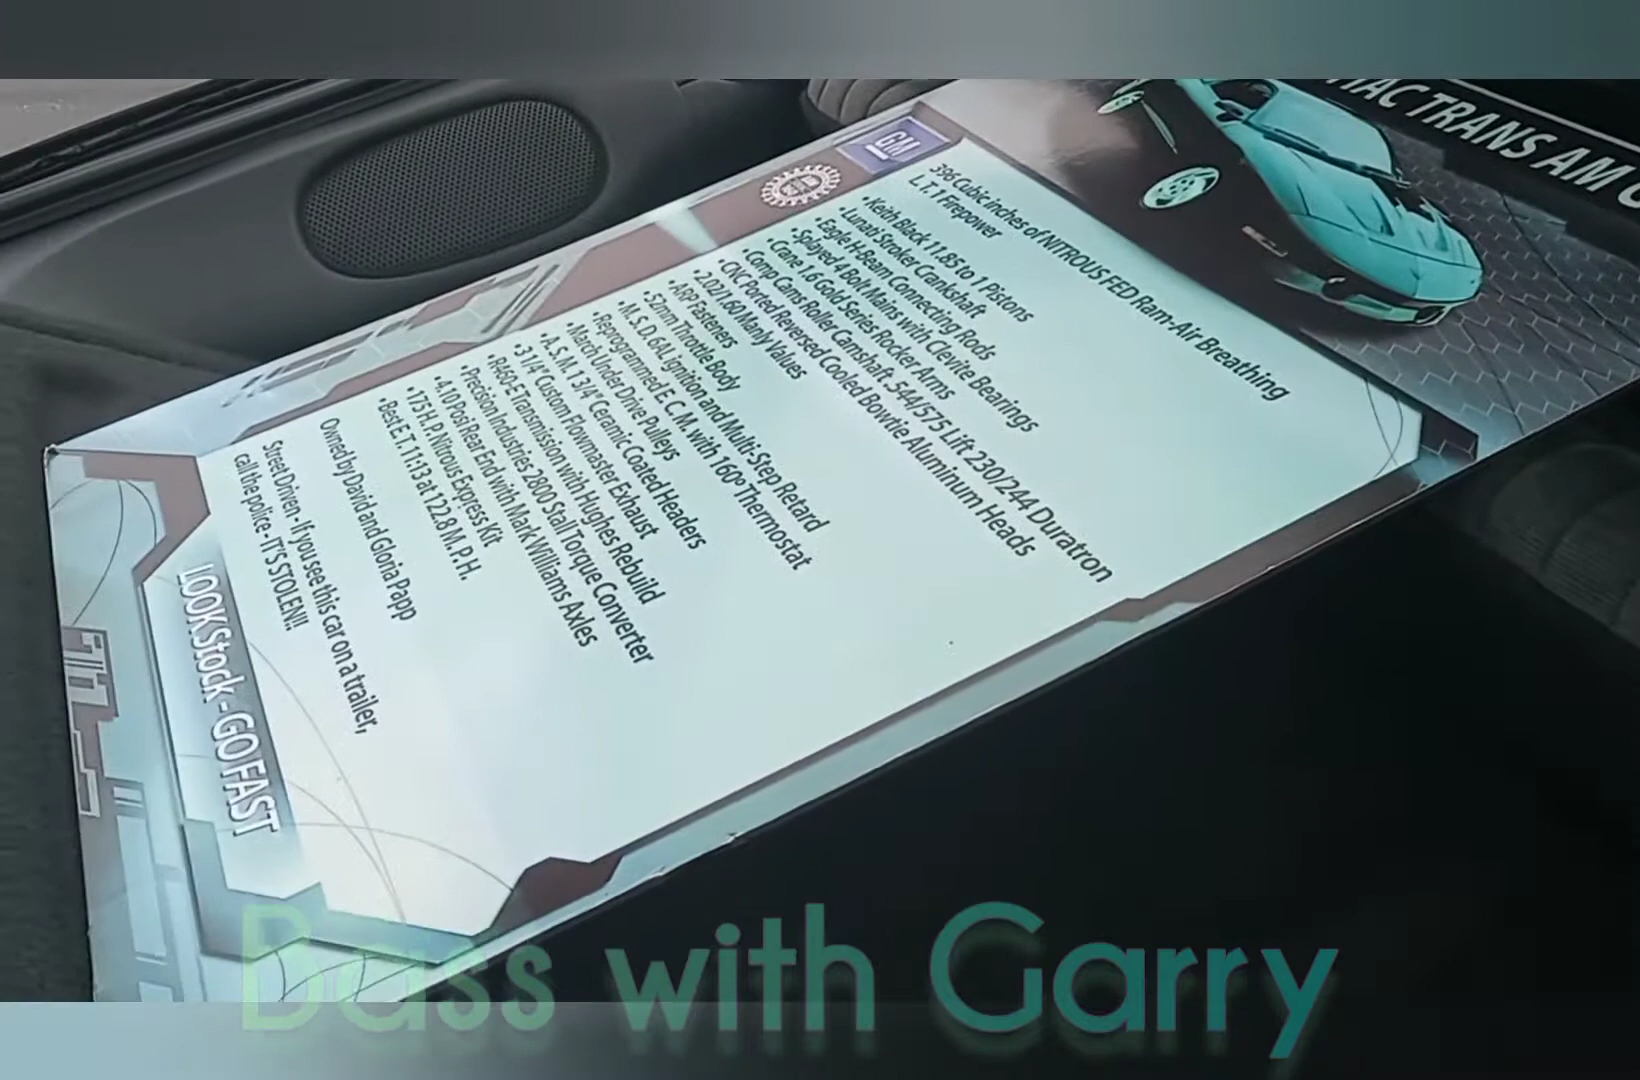 TRANS AM
GM
396 Cubic inches of NITROUS FED Ram-Air Breathing
L.T. 1 Firepower
•Keith Black 11.85 to 1 Pistons
•Lunati Stroker Crankshaft
•Eagle H-Beam Connecting Rods
•Splayed 4 Bolt Mains with Clevite Bearings
•Crane 1.6 Gold Series Rocker Arms
•Comp Cams Roller Camshaft .544/575 Lift 230/244 Duratron
•CNC Ported Reversed Cooled Bowtie Aluminum Heads
•2.02/1.60 Manly Values
•ARP Fasteners
•52mm Throttle Body
•M.S.D. 6AL Ignition and Multi-Step Retard
•Reprogrammed E.C.M. with 160º Thermostat
•March Under Drive Pulleys
•A.S.M. 1 3/4" Ceramic Coated Headers
•3 1/4" Custom Flowmaster Exhaust
•R460-E Transmission with Hughes Rebuild
•Precision Industries 2800 Stall Torque Converter
•4.10 Posi Rear End with Mark Williams Axles
•175 H.P. Nitrous Express Kit
•Best E.T. 11:13 at 122.8 M.P.H.
Owned by David and Gloria Papp
Street Driven - If you see this car on a trailer,
call the police - IT'S STOLEN!!
LOOK Stock - GO FAST
Bass with Garry